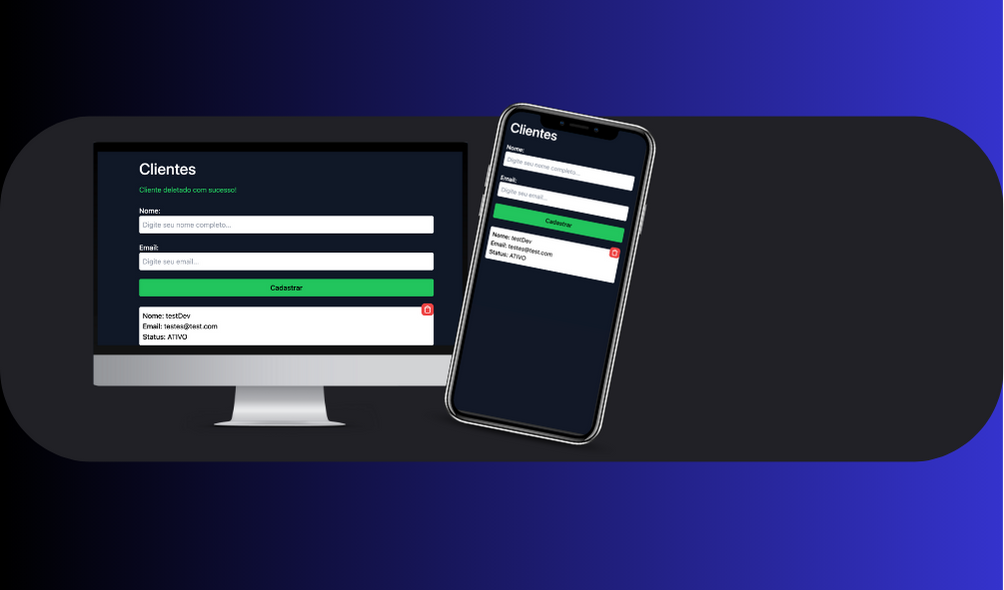 Clientes
Cliente deletado com sucesso!
Nome:
Digite seu nome completo...
Email:
Digite seu email...
Cadastrar
Nome: testDev
Email: testes@test.com
Status: ATIVO
Clientes
Nome:
Digite seu nome completo...
Email:
Digite seu email...
Cadastrar
Nome: testDev
Email: testes@test.com
Status: ATIVO